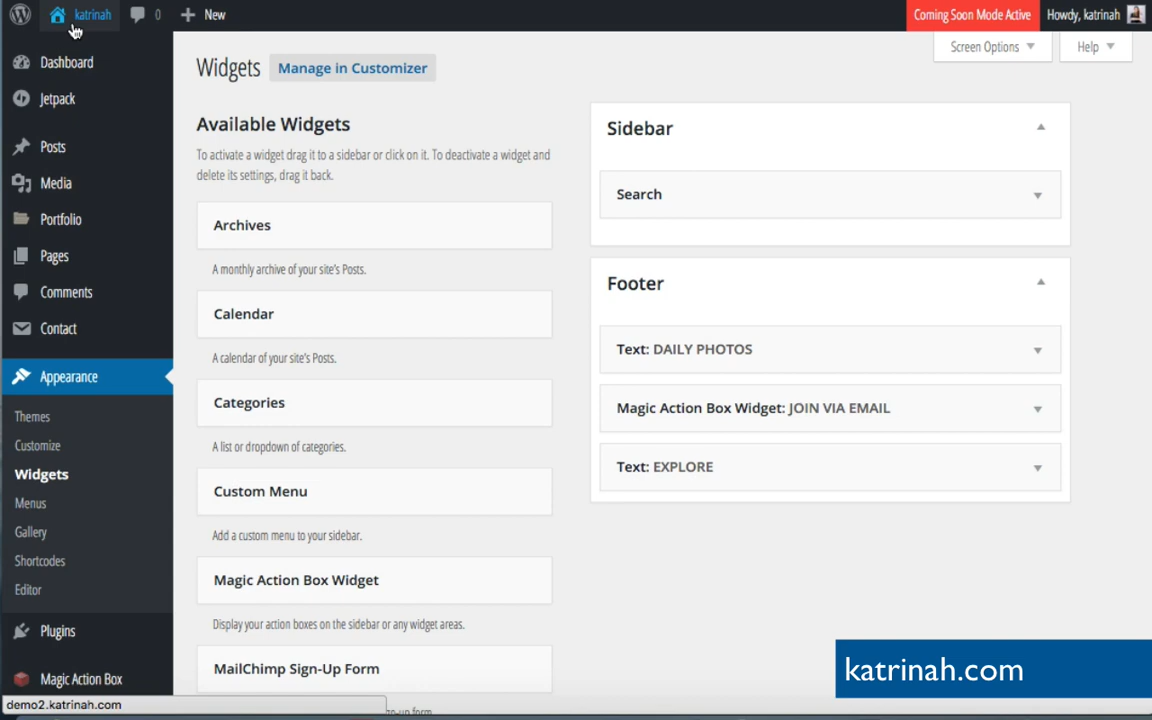 katrinah 0 New Coming Soon Mode Active Howdy, katrinah
Screen Options Help
Dashboard
Jetpack
Posts
Media
Portfolio
Pages
Comments
Contact
Appearance
Themes
Customize
Widgets
Menus
Gallery
Shortcodes
Editor
Plugins
Magic Action Box
Widgets Manage in Customizer
Available Widgets
To activate a widget drag it to a sidebar or click on it. To deactivate a widget and
delete its settings, drag it back.
Archives
A monthly archive of your site's Posts.
Calendar
A calendar of your site's Posts.
Categories
A list or dropdown of categories.
Custom Menu
Add a custom menu to your sidebar.
Magic Action Box Widget
Display your action boxes on the sidebar or any widget areas.
MailChimp Sign-Up Form
Sidebar
Search
Footer
Text: DAILY PHOTOS
Magic Action Box Widget: JOIN VIA EMAIL
Text: EXPLORE
katrinah.com
demo2.katrinah.com